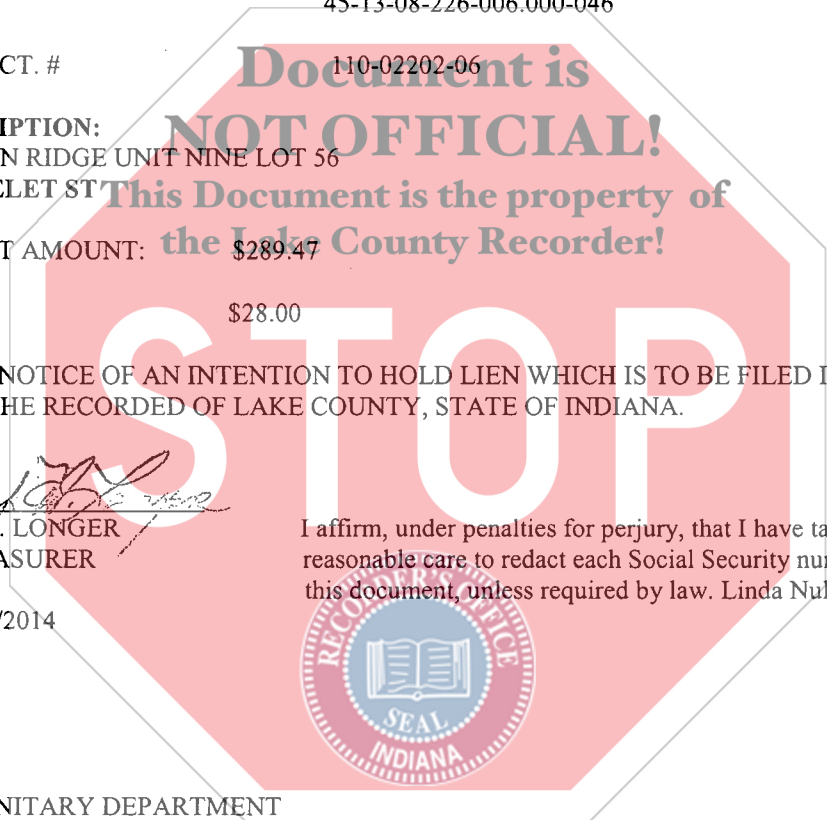 45-13-08-226-006.000-046
CT. # 110-02202-06
Document is
IPTION:
NOT OFFICIAL!
N RIDGE UNIT NINE LOT 56
ELET ST
This Document is the property of
the Lake County Recorder!
T AMOUNT: $289.47
$28.00
STOP
NOTICE OF AN INTENTION TO HOLD LIEN WHICH IS TO BE FILED I
HE RECORDED OF LAKE COUNTY, STATE OF INDIANA.
. LONGER
ASURER
I affirm, under penalties for perjury, that I have ta
reasonable care to redact each Social Security nu
this document, unless required by law. Linda Nul
/2014
RECORDER'S OFFICE
SEAL
INDIANA
NITARY DEPARTMENT